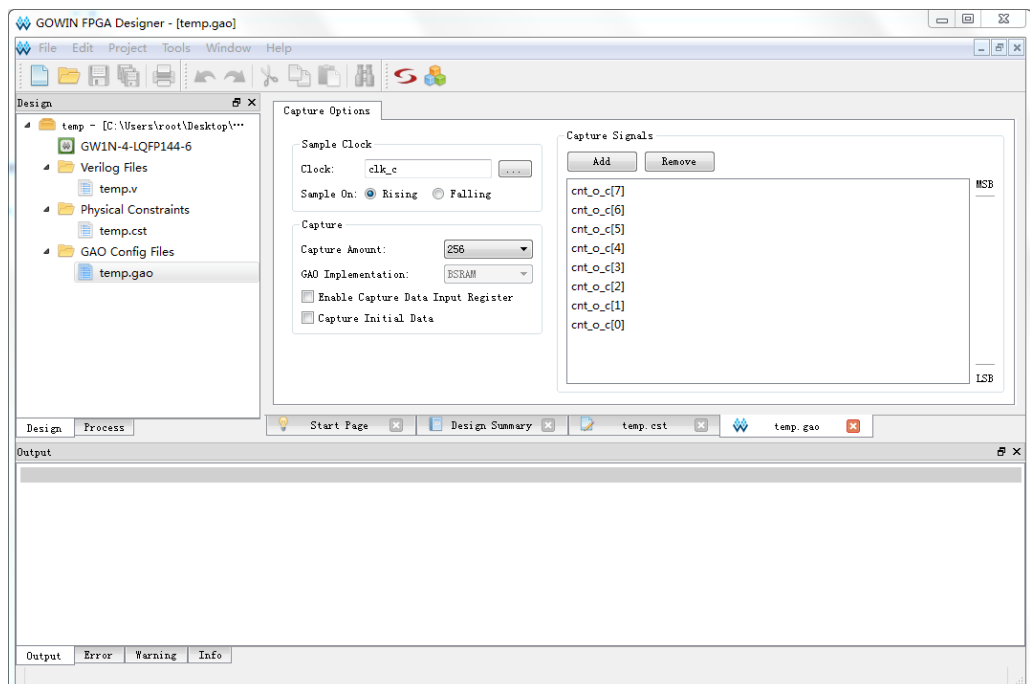 GOWIN FPGA Designer - [temp.gao]
File Edit Project Tools Window Help
Design
temp - [C:\Users\root\Desktop\...
GW1N-4-LQFP144-6
Verilog Files
temp.v
Physical Constraints
temp.cst
GAO Config Files
temp.gao
Design Process
Capture Options
Sample Clock
Clock: clk_c ...
Sample On: Rising Falling
Capture
Capture Amount: 256
GAO Implementation: BSRAM
Enable Capture Data Input Register
Capture Initial Data
Capture Signals
Add Remove
cnt_o_c[7]
cnt_o_c[6]
cnt_o_c[5]
cnt_o_c[4]
cnt_o_c[3]
cnt_o_c[2]
cnt_o_c[1]
cnt_o_c[0]
MSB
LSB
Start Page Design Summary temp.cst temp.gao
Output
Output Error Warning Info